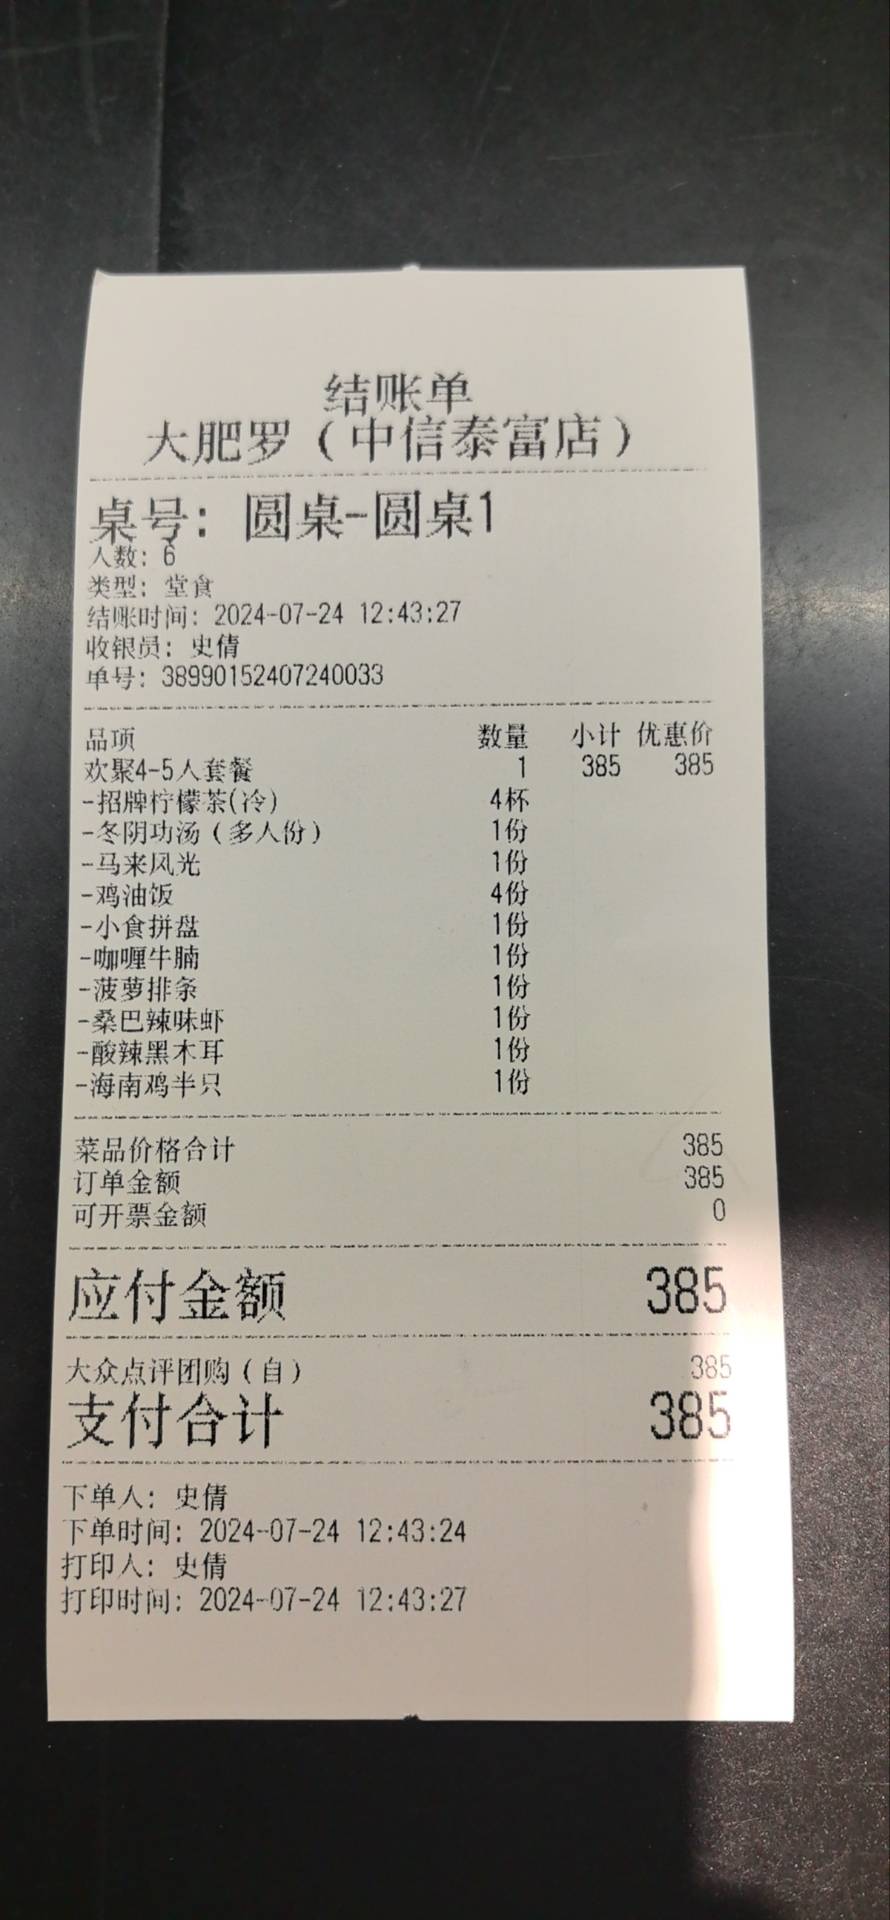 结账单
大肥罗（中信泰富店）
桌号: 圆桌-圆桌1
人数: 6
类型: 堂食
结账时间: 2024-07-24 12:43:27
收银员: 史倩
单号: 38990152407240033
品项 数量 小计 优惠价
欢聚4-5人套餐 1 385 385
-招牌柠檬茶(冷) 4杯
-冬阴功汤（多人份） 1份
-马来风光 1份
-鸡油饭 4份
-小食拼盘 1份
-咖喱牛腩 1份
-菠萝排条 1份
-桑巴辣味虾 1份
-酸辣黑木耳 1份
-海南鸡半只 1份
菜品价格合计 385
订单金额 385
可开票金额 0
应付金额 385
大众点评团购（自） 385
支付合计 385
下单人: 史倩
下单时间: 2024-07-24 12:43:24
打印人: 史倩
打印时间: 2024-07-24 12:43:27